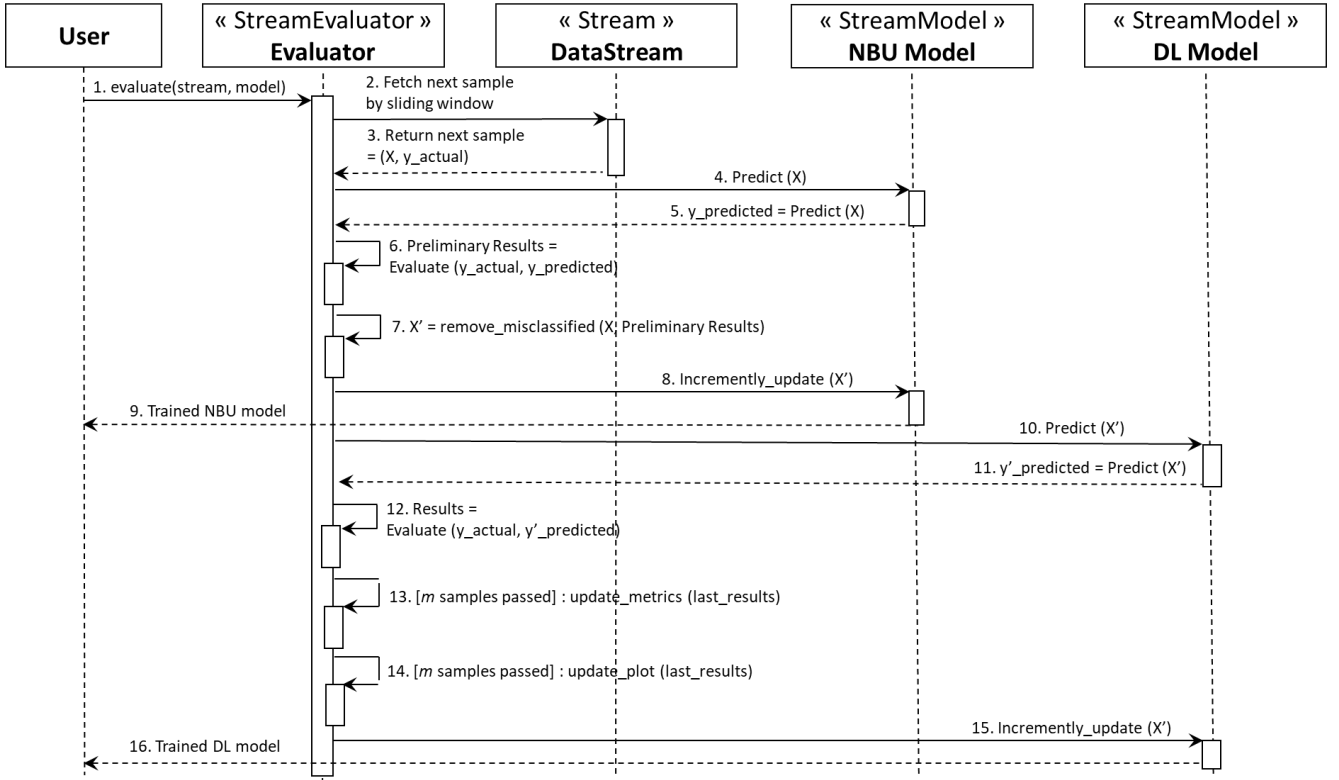 User
« StreamEvaluator »
Evaluator
« Stream »
DataStream
« StreamModel »
NBU Model
« StreamModel »
DL Model
1. evaluate(stream, model)
2. Fetch next sample
by sliding window
3. Return next sample
= (X, y_actual)
4. Predict (X)
5. y_predicted = Predict (X)
6. Preliminary Results =
Evaluate (y_actual, y_predicted)
7. X’ = remove_misclassified (X, Preliminary Results)
8. Incremently_update (X’)
9. Trained NBU model
10. Predict (X’)
11. y’_predicted = Predict (X’)
12. Results =
Evaluate (y_actual, y’_predicted)
13. [m samples passed] : update_metrics (last_results)
14. [m samples passed] : update_plot (last_results)
15. Incremently_update (X’)
16. Trained DL model